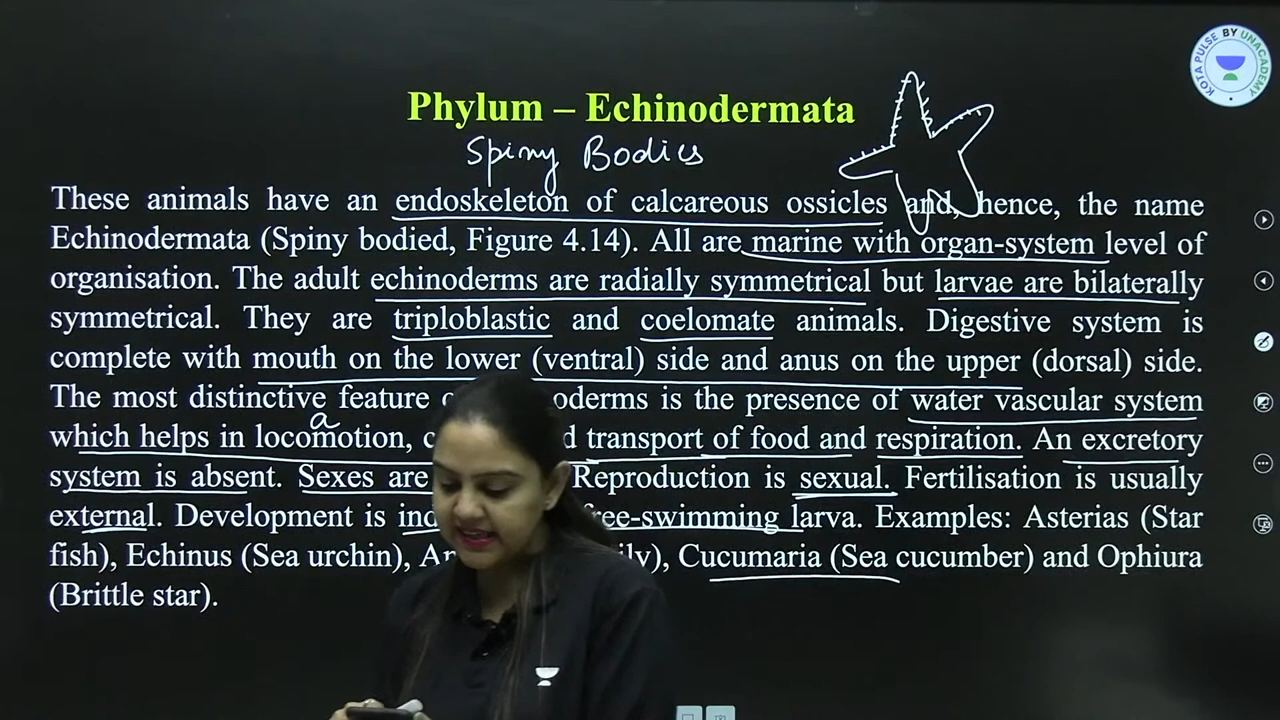 KOTA PULSE BY UNACADEMY
Phylum – Echinodermata
Spiny Bodies
These animals have an endoskeleton of calcareous ossicles and, hence, the name
Echinodermata (Spiny bodied, Figure 4.14). All are marine with organ-system level of
organisation. The adult echinoderms are radially symmetrical but larvae are bilaterally
symmetrical. They are triploblastic and coelomate animals. Digestive system is
complete with mouth on the lower (ventral) side and anus on the upper (dorsal) side.
The most distinctive feature oderms is the presence of water vascular system
a
which helps in locomotion, transport of food and respiration. An excretory
system is absent. Sexes are Reproduction is sexual. Fertilisation is usually
external. Development is ind free-swimming larva. Examples: Asterias (Star
fish), Echinus (Sea urchin), An ily), Cucumaria (Sea cucumber) and Ophiura
(Brittle star).